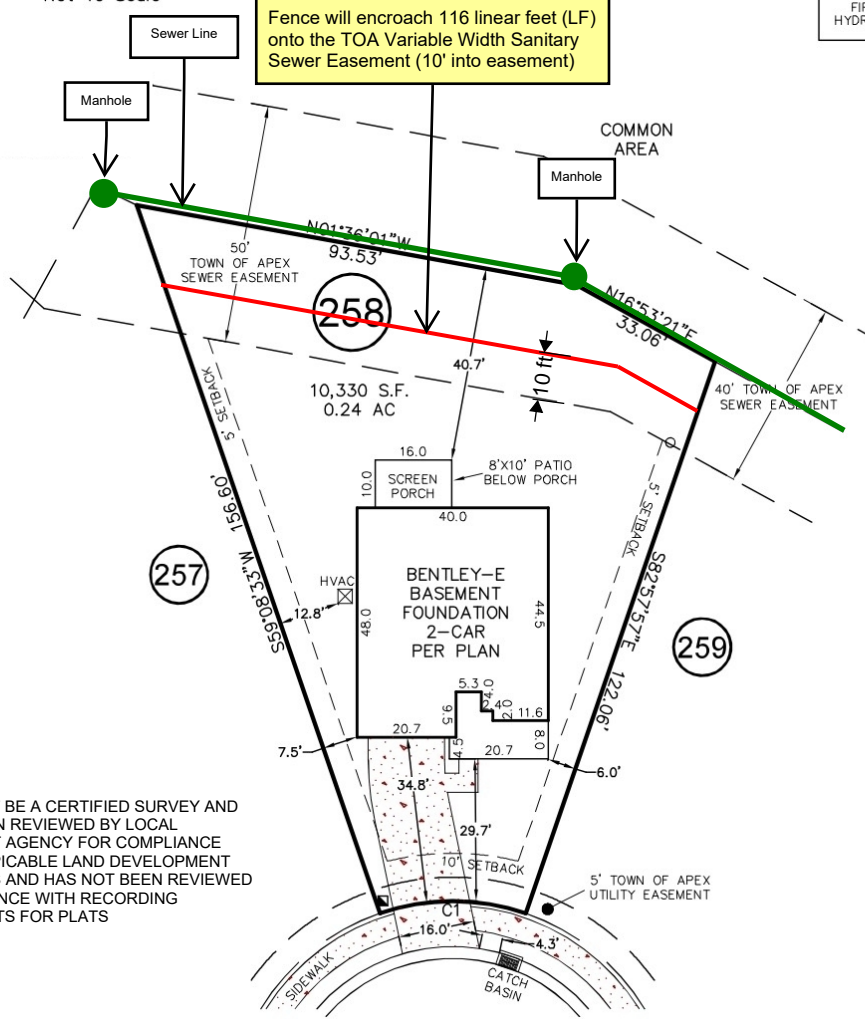 Fence will encroach 116 linear feet (LF)
onto the TOA Variable Width Sanitary
Sewer Easement (10' into easement)
Sewer Line
Manhole
COMMON
AREA
Manhole
N01°36'01"W
93.53'
50'
TOWN OF APEX
SEWER EASEMENT
N16°53'21"E
33.06'
258
40.7'
10 ft
40' TOWN OF APEX
SEWER EASEMENT
10,330 S.F.
0.24 AC
5' SETBACK
16.0
SCREEN
PORCH
10.0
8'X10' PATIO
BELOW PORCH
40.0
5' SETBACK
S59°08'33"W 156.60'
S82°57'57"E 122.06'
257
HVAC
12.8'
48.0
BENTLEY-E
BASEMENT
FOUNDATION
2-CAR
PER PLAN
44.5
259
5.3
4.0
2.4
2.0
11.6
9.5
20.7
4.5
20.7
8.0
7.5'
6.0'
34.8'
29.7'
BE A CERTIFIED SURVEY AND
N REVIEWED BY LOCAL
AGENCY FOR COMPLIANCE
PLICABLE LAND DEVELOPMENT
AND HAS NOT BEEN REVIEWED
NCE WITH RECORDING
TS FOR PLATS
10' SETBACK
5' TOWN OF APEX
UTILITY EASEMENT
C1
16.0'
4.3'
SIDEWALK
CATCH
BASIN